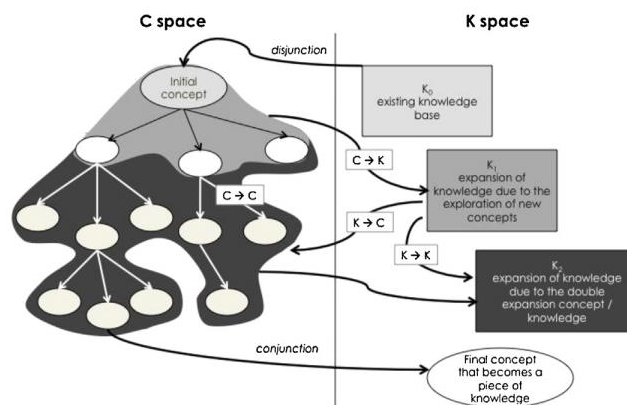 C space
K space
disjunction
Initial
concept
K₀
existing knowledge
base
C → K
K₁
expansion of
knowledge due to the
exploration of new
concepts
C → C
K → C
K → K
K₂
expansion of knowledge
due to the double
expansion concept /
knowledge
conjunction
Final concept
that becomes a
piece of
knowledge